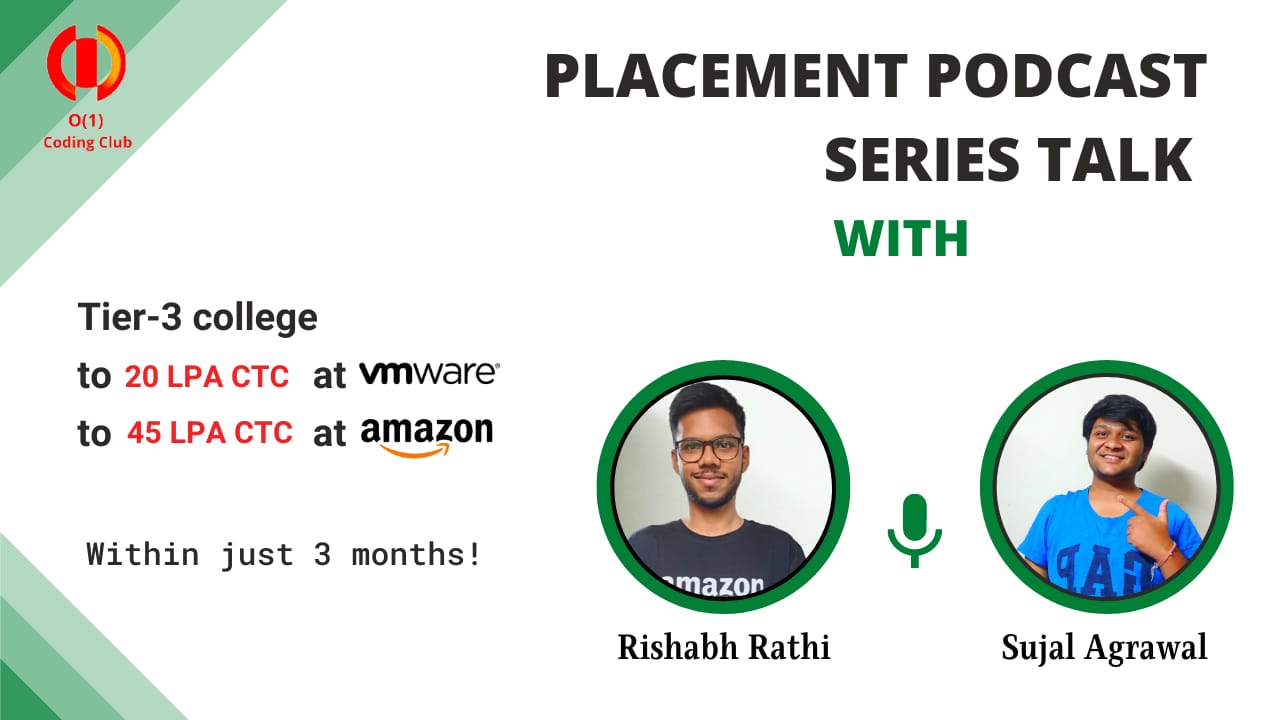 O(1)
Coding Club
PLACEMENT PODCAST
SERIES TALK
WITH
Tier-3 college
to 20 LPA CTC at vmware®
to 45 LPA CTC at amazon
Within just 3 months!
amazon
GAP
Rishabh Rathi
Sujal Agrawal